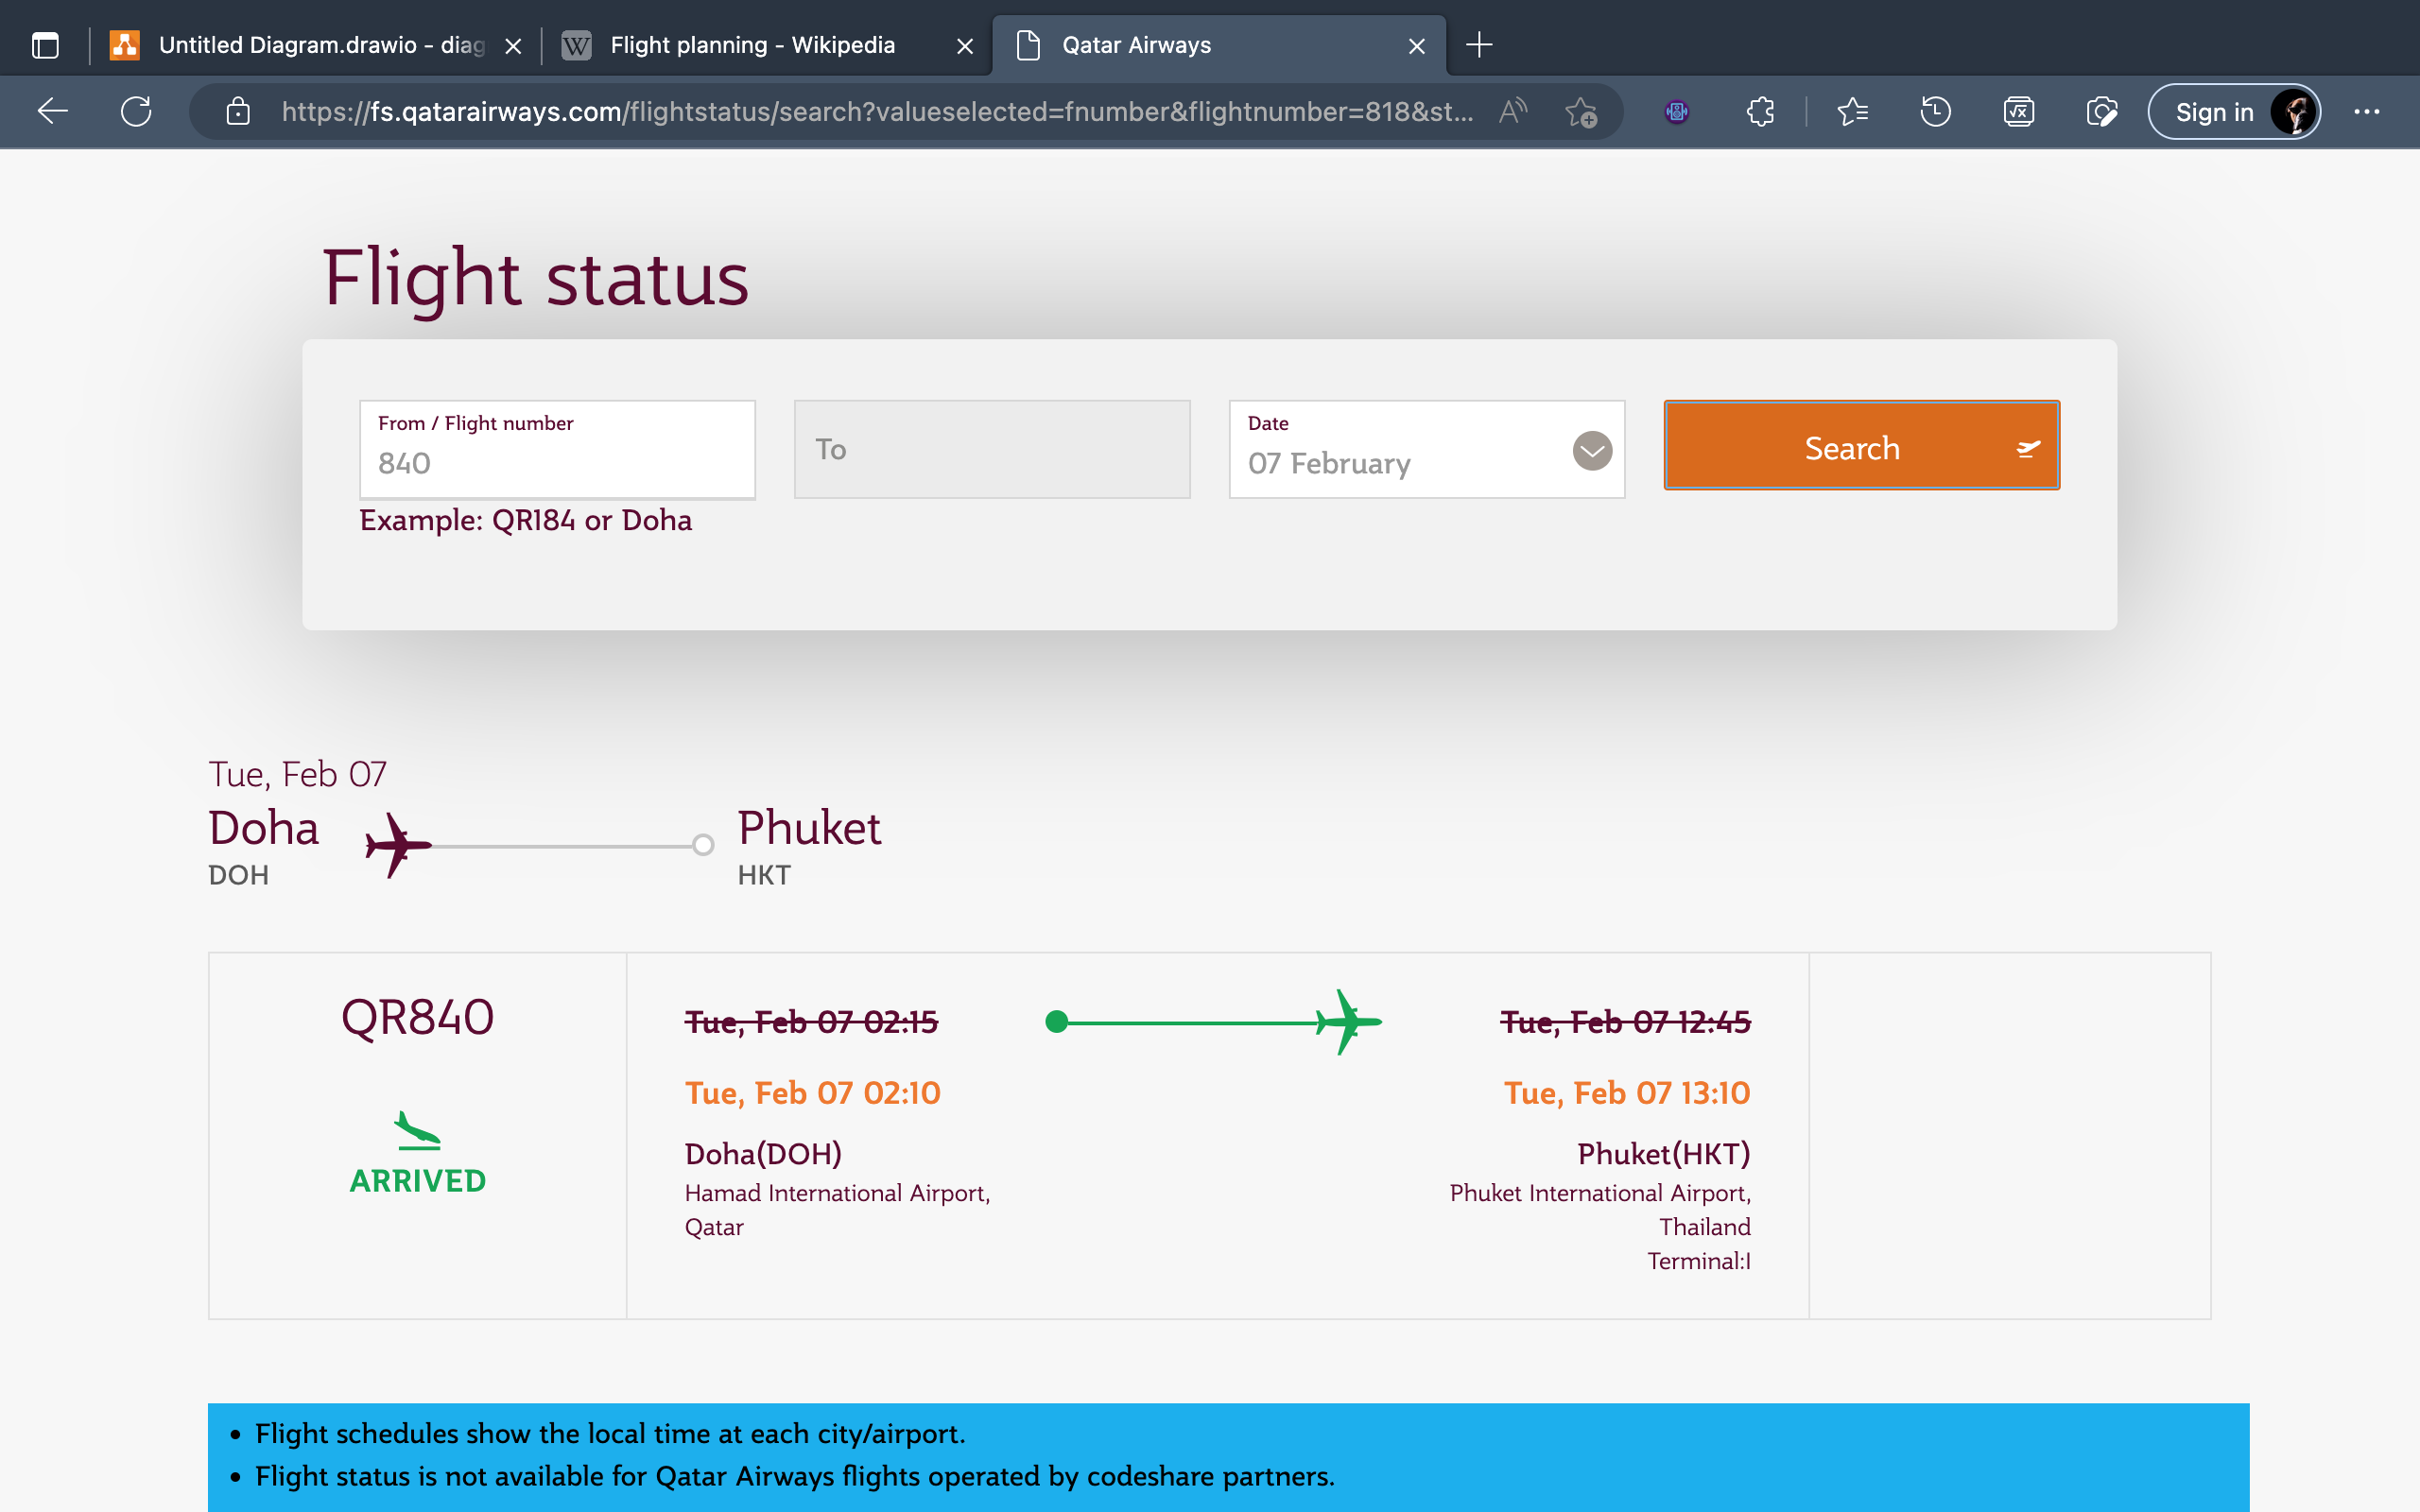 Untitled Diagram.drawio - diag
Flight planning - Wikipedia
Qatar Airways
https://fs.qatarairways.com/flightstatus/search?valueselected=fnumber&flightnumber=818&st...
Sign in
Flight status
From / Flight number
840
To
Date
07 February
Search
Example: QR184 or Doha
Tue, Feb 07
Doha
DOH
Phuket
HKT
QR840
ARRIVED
Tue, Feb 07 02:15
Tue, Feb 07 12:45
Tue, Feb 07 02:10
Tue, Feb 07 13:10
Doha(DOH)
Hamad International Airport,
Qatar
Phuket(HKT)
Phuket International Airport,
Thailand
Terminal:I
• Flight schedules show the local time at each city/airport.
• Flight status is not available for Qatar Airways flights operated by codeshare partners.